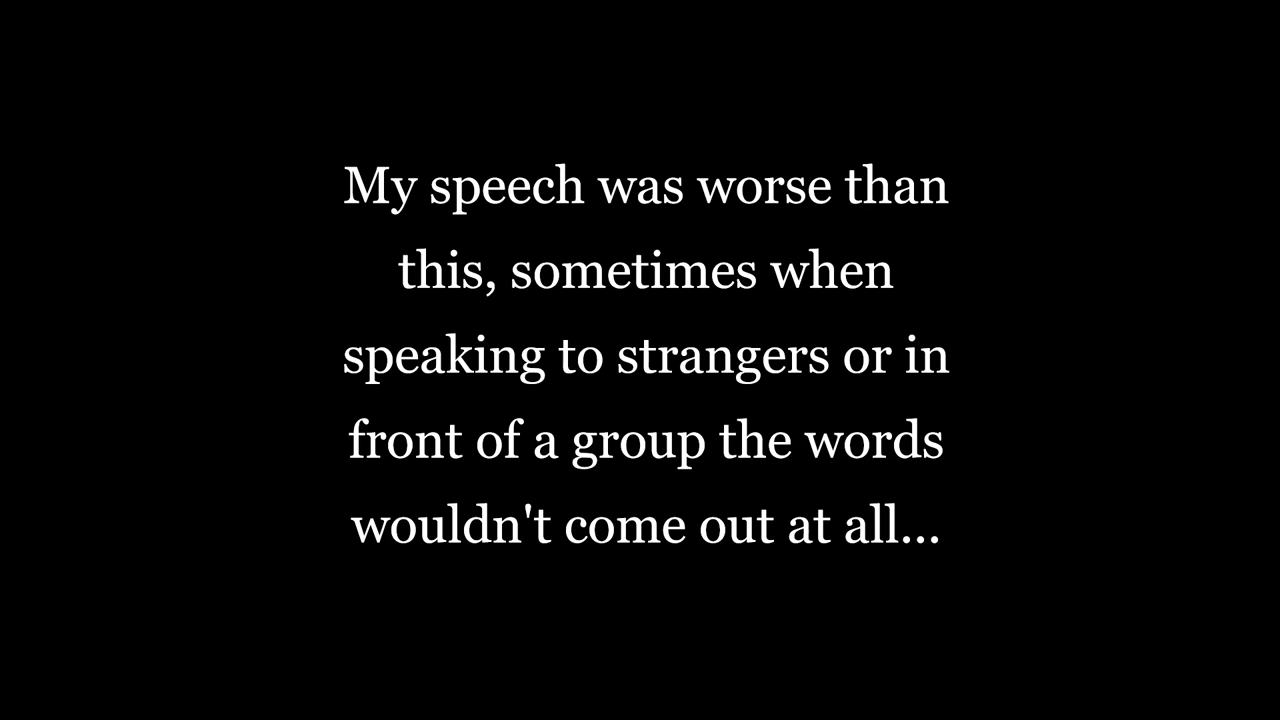 My speech was worse than
this, sometimes when
speaking to strangers or in
front of a group the words
wouldn't come out at all...